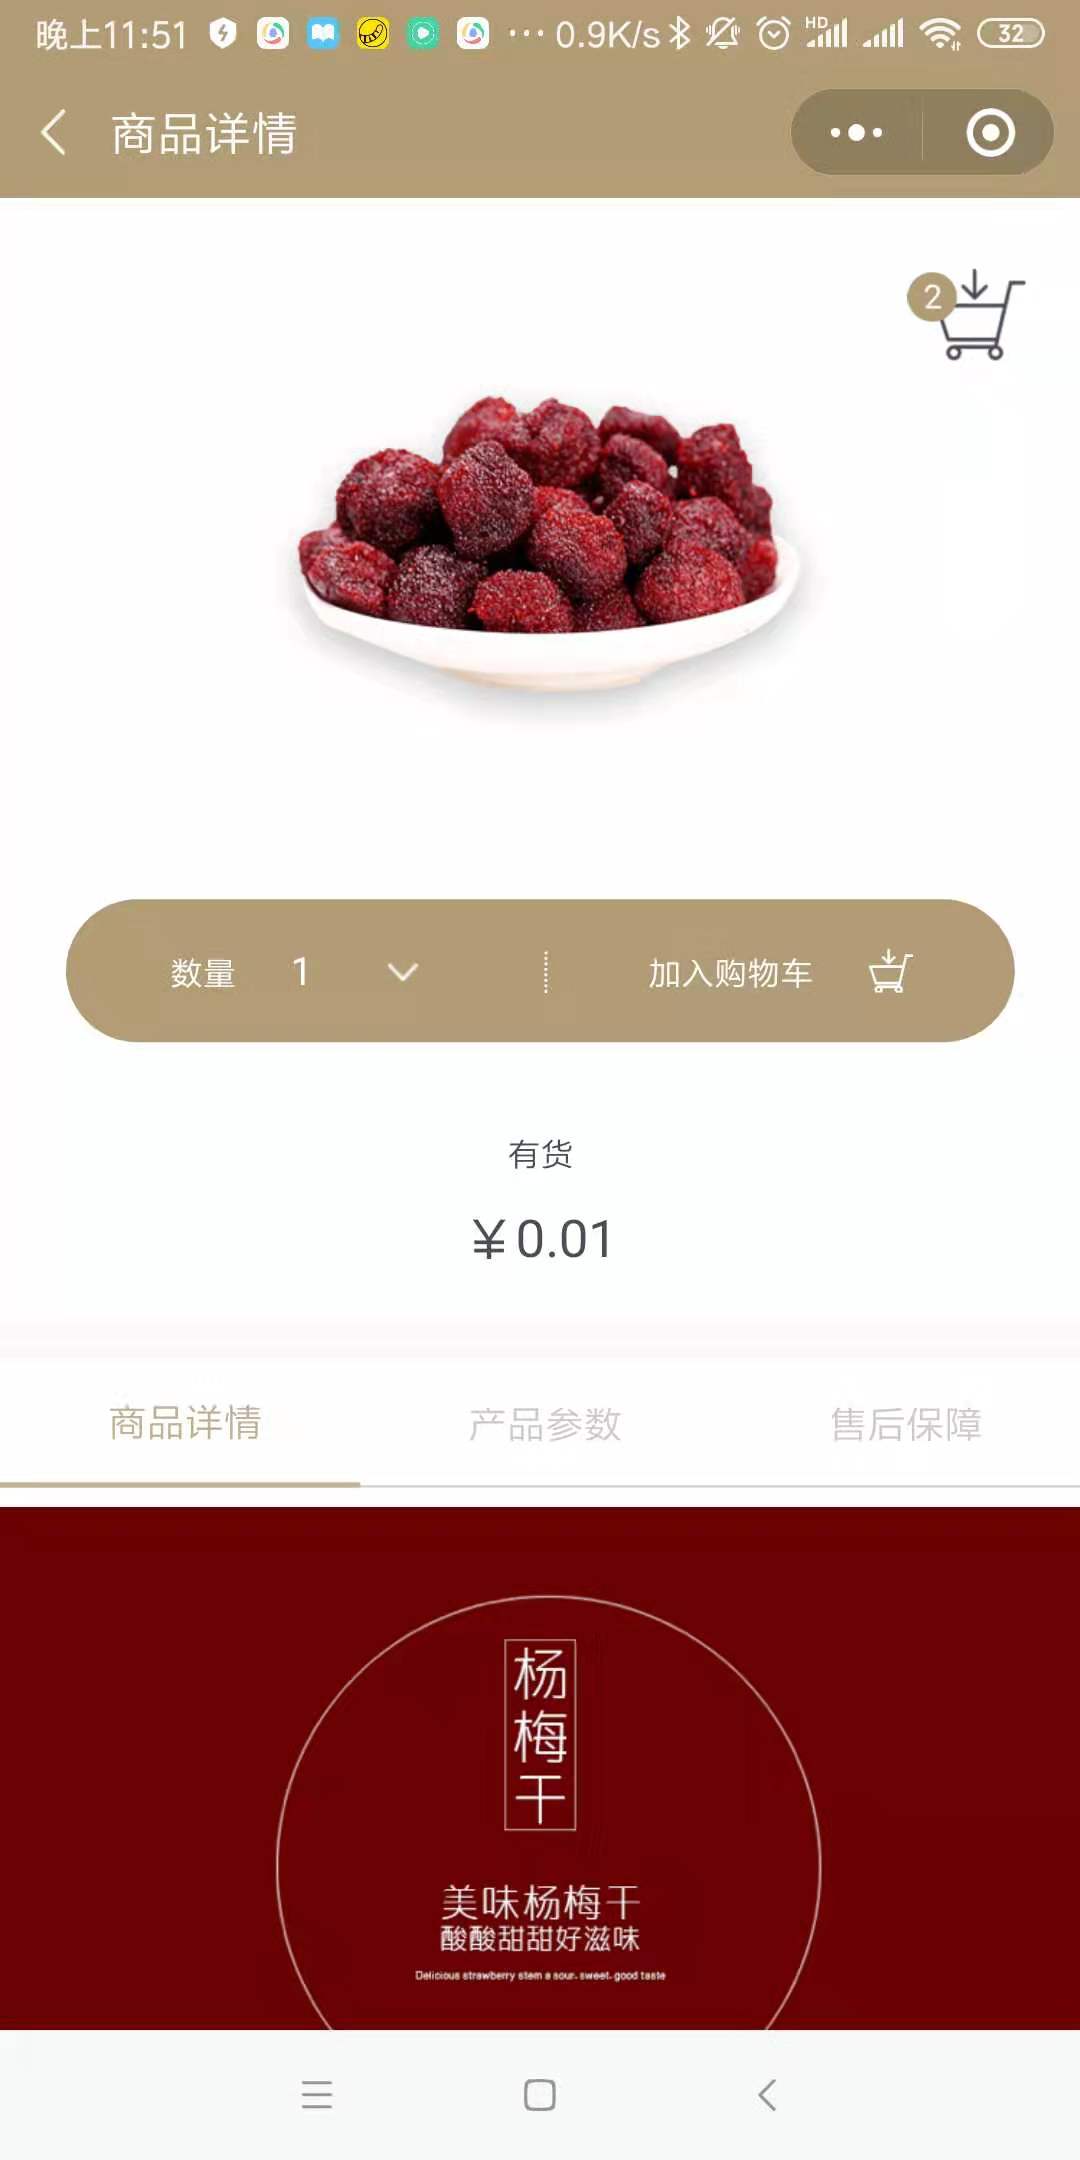 晚上11:51 ... 0.9K/s HD 32
商品详情
2
数量 1 加入购物车
有货
￥0.01
商品详情 产品参数 售后保障
杨梅干
美味杨梅干
酸酸甜甜好滋味
Delicious strawberry stem a sour. sweet. good taste